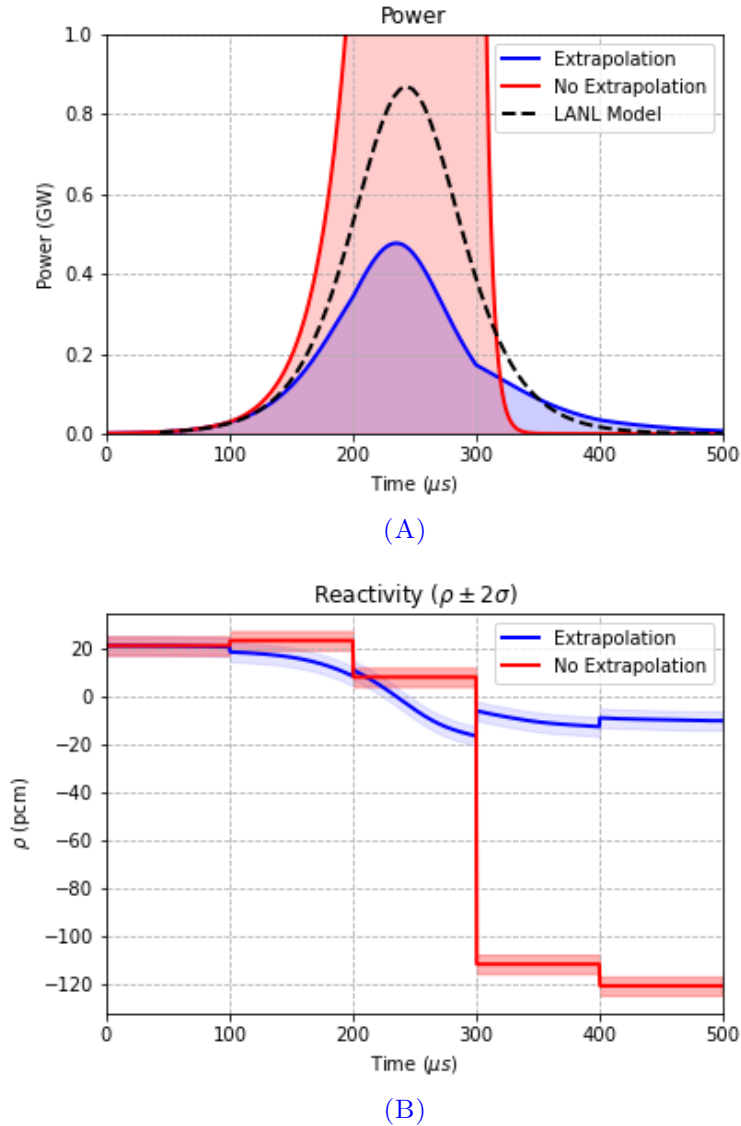 Power
1.0
0.8
0.6
0.4
0.2
0.0
Power (GW)
Extrapolation
No Extrapolation
LANL Model
0 100 200 300 400 500
Time (μs)
(A)
Reactivity (ρ ± 2σ)
20
0
−20
−40
−60
−80
−100
−120
ρ (pcm)
Extrapolation
No Extrapolation
0 100 200 300 400 500
Time (μs)
(B)